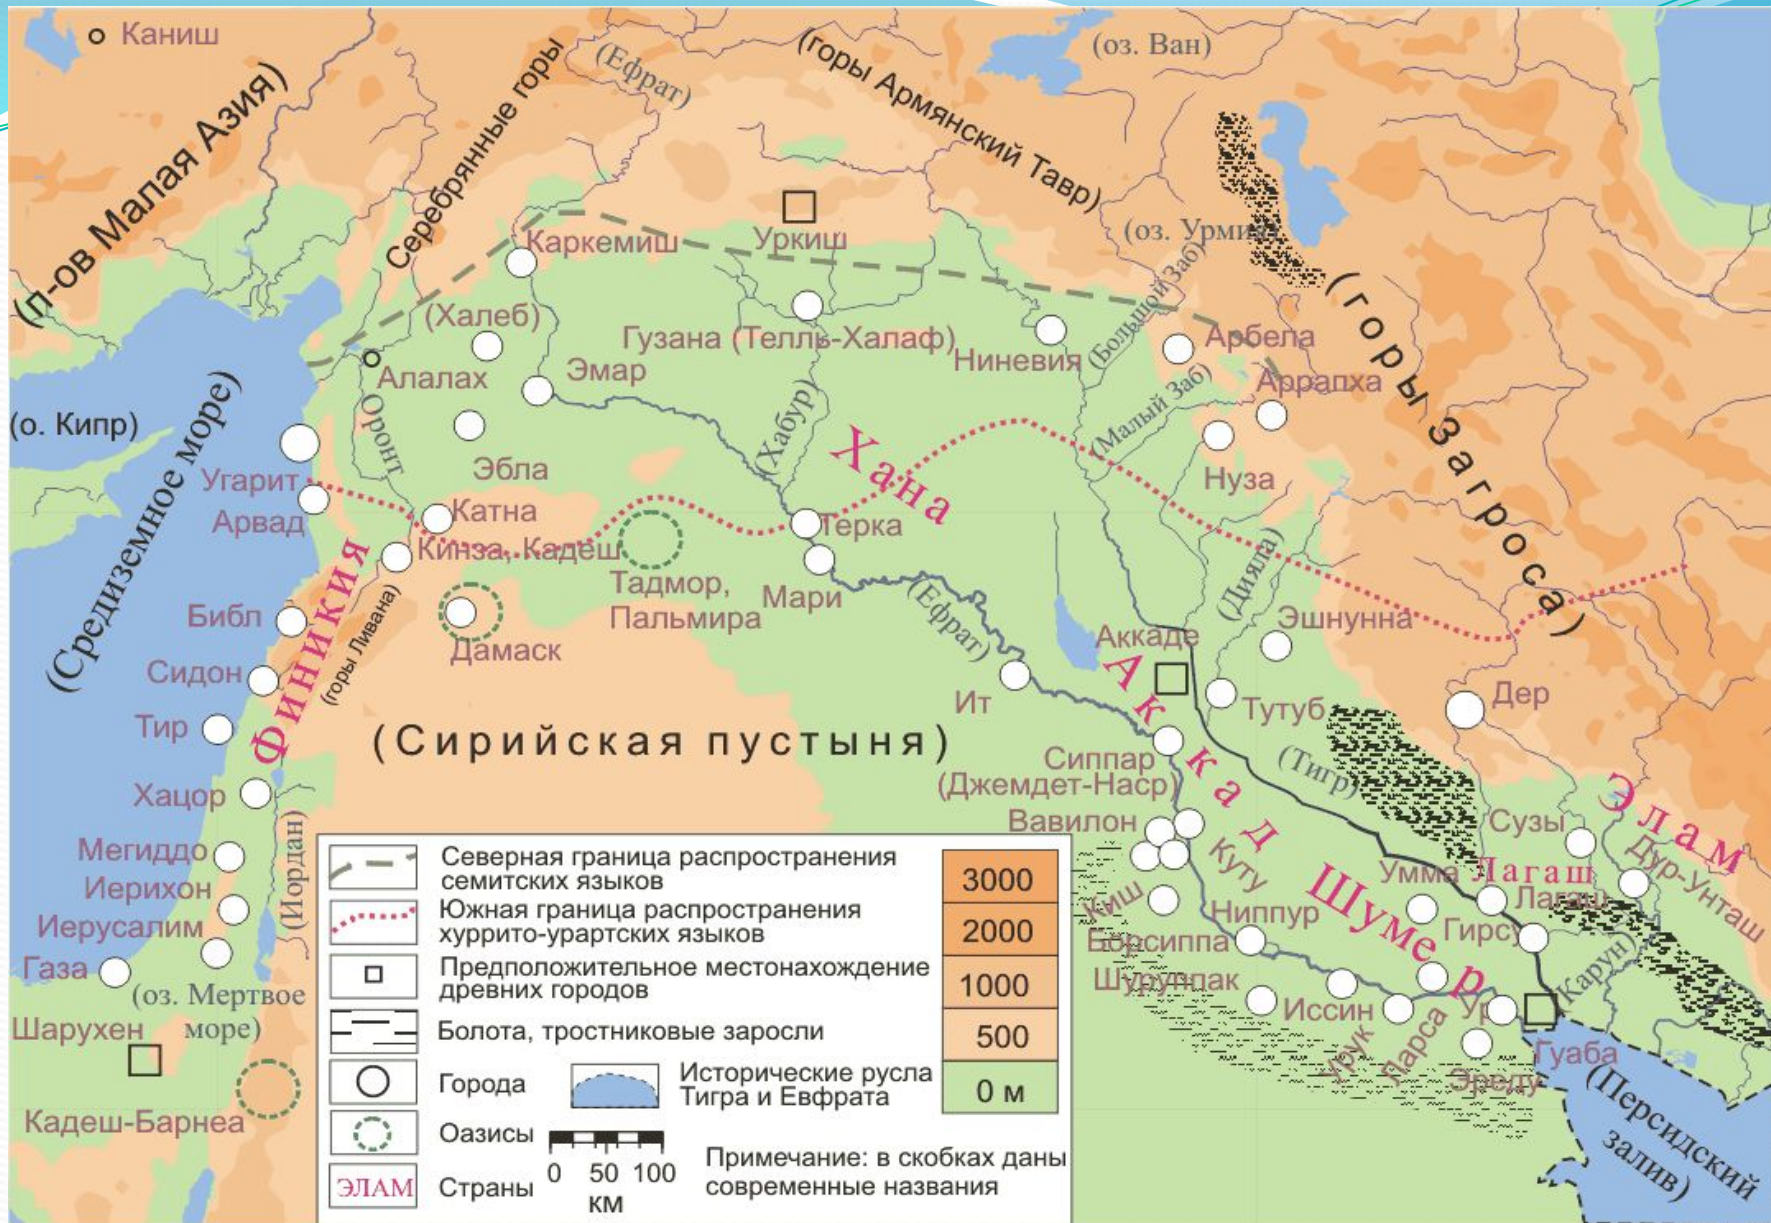 Каниш
(Ефрат)
(горы Армянский Тавр)
(оз. Ван)
Серебрянные горы
(п-ов Малая Азия)
Каркемиш
Уркиш
(оз. Урмия)
(Большой Заб)
(горы Загроса)
(Халеб)
Гузана (Телль-Халаф)
Ниневия
Арбела
Алалах
Эмар
(Малый Заб)
Аррапха
(о. Кипр)
(Средиземное море)
Оронт
(Хабур)
Хана
Эбла
Нуза
Угарит
Арвад
Катна
Терка
Кинза, Кадеш
Тадмор,
Пальмира
Мари
(Ефрат)
(Дияла)
Финикия
(горы Ливана)
Библ
Дамаск
Аккаде
Эшнунна
Сидон
Ит
Аккад
Тутуб
Дер
Тир
(Сирийская пустыня)
Сиппар
(Джемдет-Наср)
(Тигр)
Элам
Хацор
Вавилон
Сузы
Мегиддо
(Иордан)
Куту
Шумер
Умма
Лагаш
Лагаш
Дур-Унташ
Иерихон
Киш
Ниппур
Гирсу
Иерусалим
Борсиппа
(Карун)
Газа
(оз. Мертвое
море)
Шуруппак
Иссин
Урук
Ларса
Ур
Шарухен
Эреду
Гуаба
Кадеш-Барнеа
(Персидский
залив)
Северная граница распространения
семитских языков
Южная граница распространения
хуррито-урартских языков
Предположительное местонахождение
древних городов
Болота, тростниковые заросли
Города
Исторические русла
Тигра и Евфрата
Оазисы
0 50 100
км
ЭЛАМ
Страны
Примечание: в скобках даны
современные названия
3000
2000
1000
500
0 м